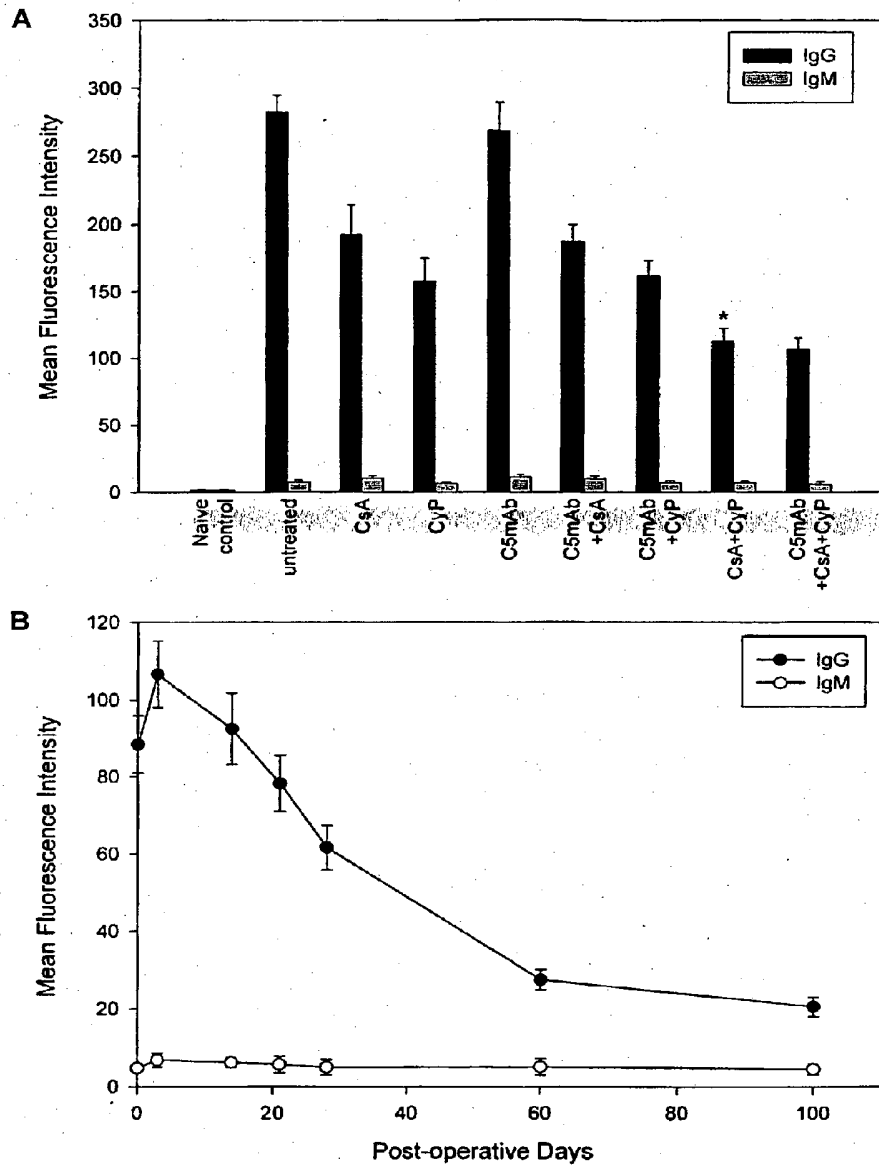 A
350
300
250
200
150
100
50
0
Mean Fluorescence Intensity
IgG
IgM
*
Naive
control
untreated
CsA
CyP
C5mAb
C5mAb
+CsA
C5mAb
+CyP
CsA+CyP
C5mAb
+CsA+CyP
B
120
100
80
60
40
20
0
Mean Fluorescence Intensity
IgG
IgM
0
20
40
60
80
100
Post-operative Days